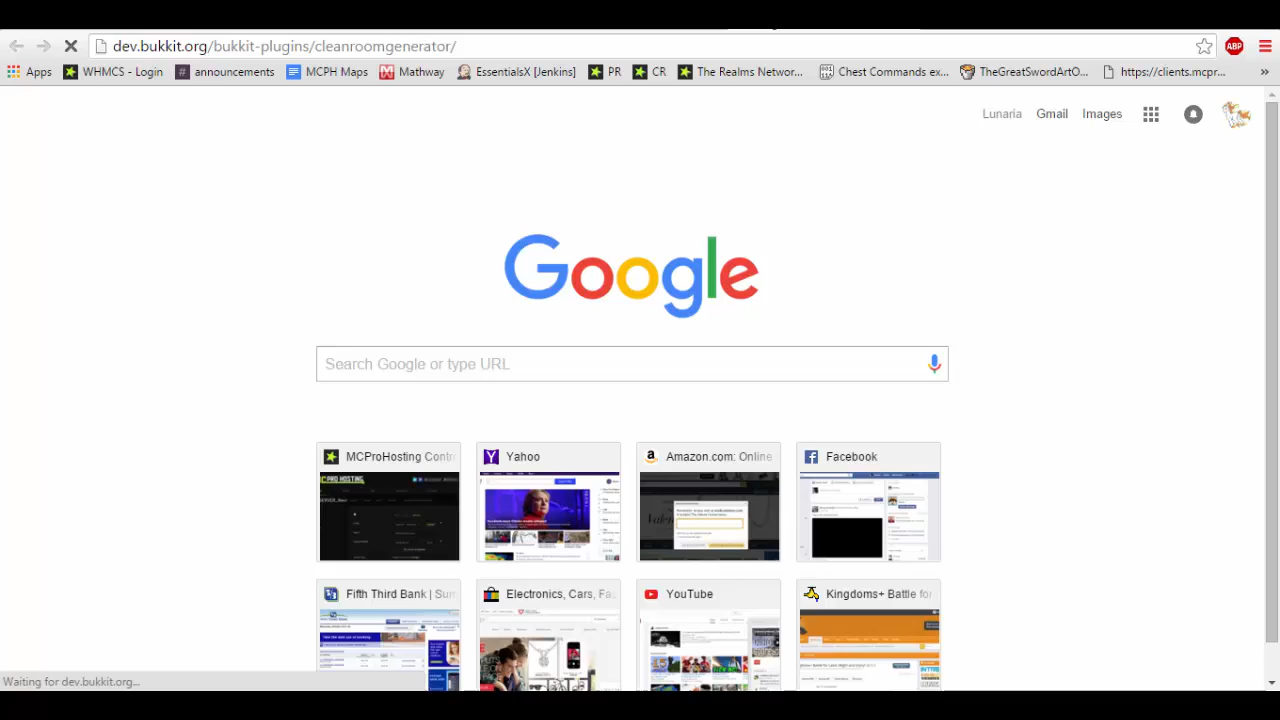 dev.bukkit.org/bukkit-plugins/cleanroomgenerator/
ABP
Apps WHMCS - Login announcements MCPH Maps Mathway EssentialsX [Jenkins] PR CR The Realms Networ... Chest Commands ex... TheGreatSwordArtO... https://clients.mcpr... »
Lunaria Gmail Images
Google
Search Google or type URL
MCProHosting Contr Yahoo Amazon.com: Online Facebook
Fifth Third Bank | Sum Electronics, Cars, Fa YouTube Kingdoms+ Battle for
Waiting for dev.bukkit.org...